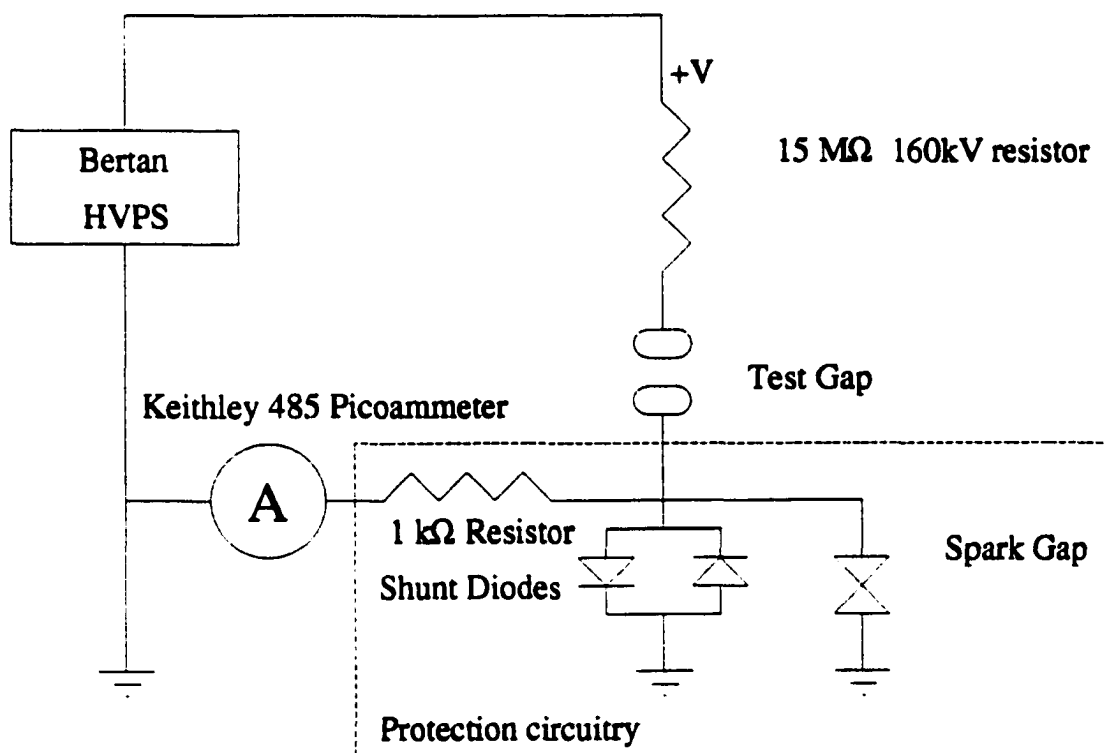 +V
15 MΩ 160kV resistor
Bertan
HVPS
Test Gap
Keithley 485 Picoammeter
A
1 kΩ Resistor
Spark Gap
Shunt Diodes
Protection circuitry